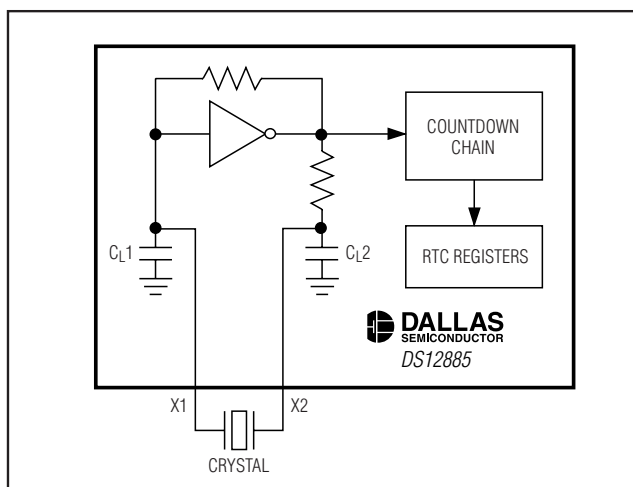 COUNTDOWN
CHAIN
RTC REGISTERS
CL1
CL2
DALLAS
SEMICONDUCTOR
DS12885
X1
X2
CRYSTAL